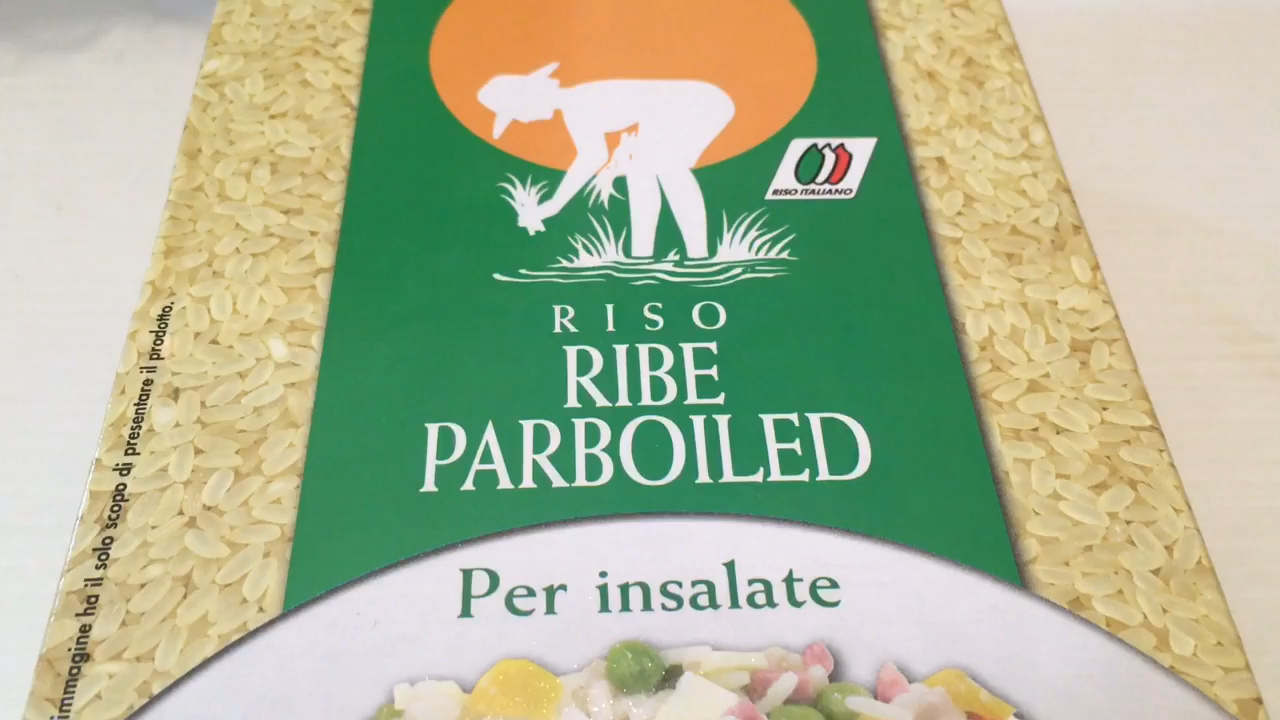 RISO ITALIANO
RISO
RIBE
PARBOILED
Per insalate
immagine ha il solo scopo di presentare il prodotto.